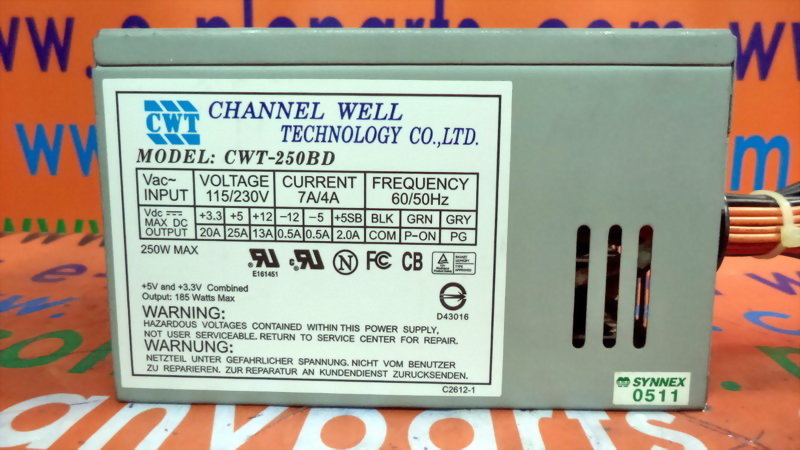 CWT
CHANNEL WELL
TECHNOLOGY CO.,LTD.
MODEL: CWT-250BD
Vac~ INPUT VOLTAGE 115/230V CURRENT 7A/4A FREQUENCY 60/50Hz
Vdc MAX DC OUTPUT +3.3 +5 +12 −12 −5 +5SB BLK GRN GRY
20A 25A 13A 0.5A 0.5A 2.0A COM P-ON PG
250W MAX
E161451
N FC CB
+5V and +3.3V Combined
Output: 185 Watts Max
D43016
WARNING:
HAZARDOUS VOLTAGES CONTAINED WITHIN THIS POWER SUPPLY,
NOT USER SERVICEABLE. RETURN TO SERVICE CENTER FOR REPAIR.
WARNUNG:
NETZTEIL UNTER GEFAHRLICHER SPANNUNG. NICHT VOM BENUTZER
ZU REPARIEREN. ZUR REPARATUR AN KUNDENDIENST ZURUCKSENDEN.
C2612-1
SYNNEX
0511
anyparts